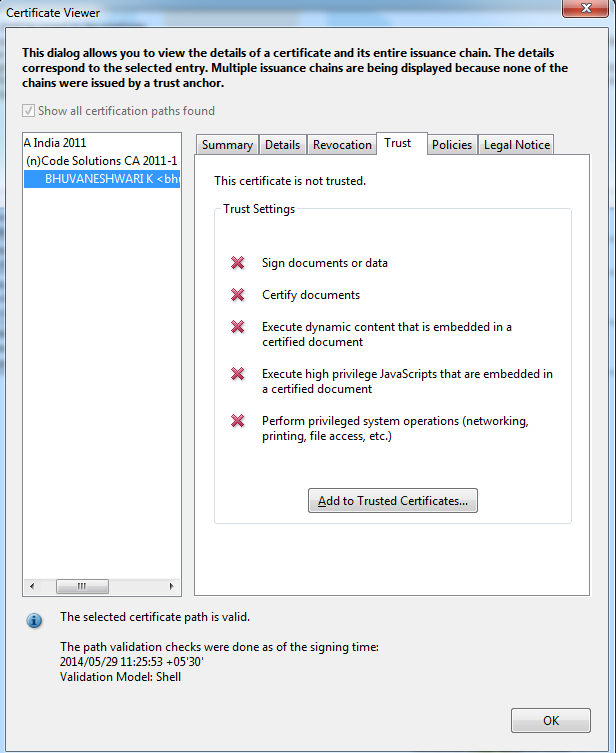 Certificate Viewer
This dialog allows you to view the details of a certificate and its entire issuance chain. The details
correspond to the selected entry. Multiple issuance chains are being displayed because none of the
chains were issued by a trust anchor.
Show all certification paths found
A India 2011
(n)Code Solutions CA 2011-1
BHUVANESHWARI K <bhu
Summary Details Revocation Trust Policies Legal Notice
This certificate is not trusted.
Trust Settings
Sign documents or data
Certify documents
Execute dynamic content that is embedded in a
certified document
Execute high privilege JavaScripts that are embedded in
a certified document
Perform privileged system operations (networking,
printing, file access, etc.)
Add to Trusted Certificates...
The selected certificate path is valid.
The path validation checks were done as of the signing time:
2014/05/29 11:25:53 +05'30'
Validation Model: Shell
OK